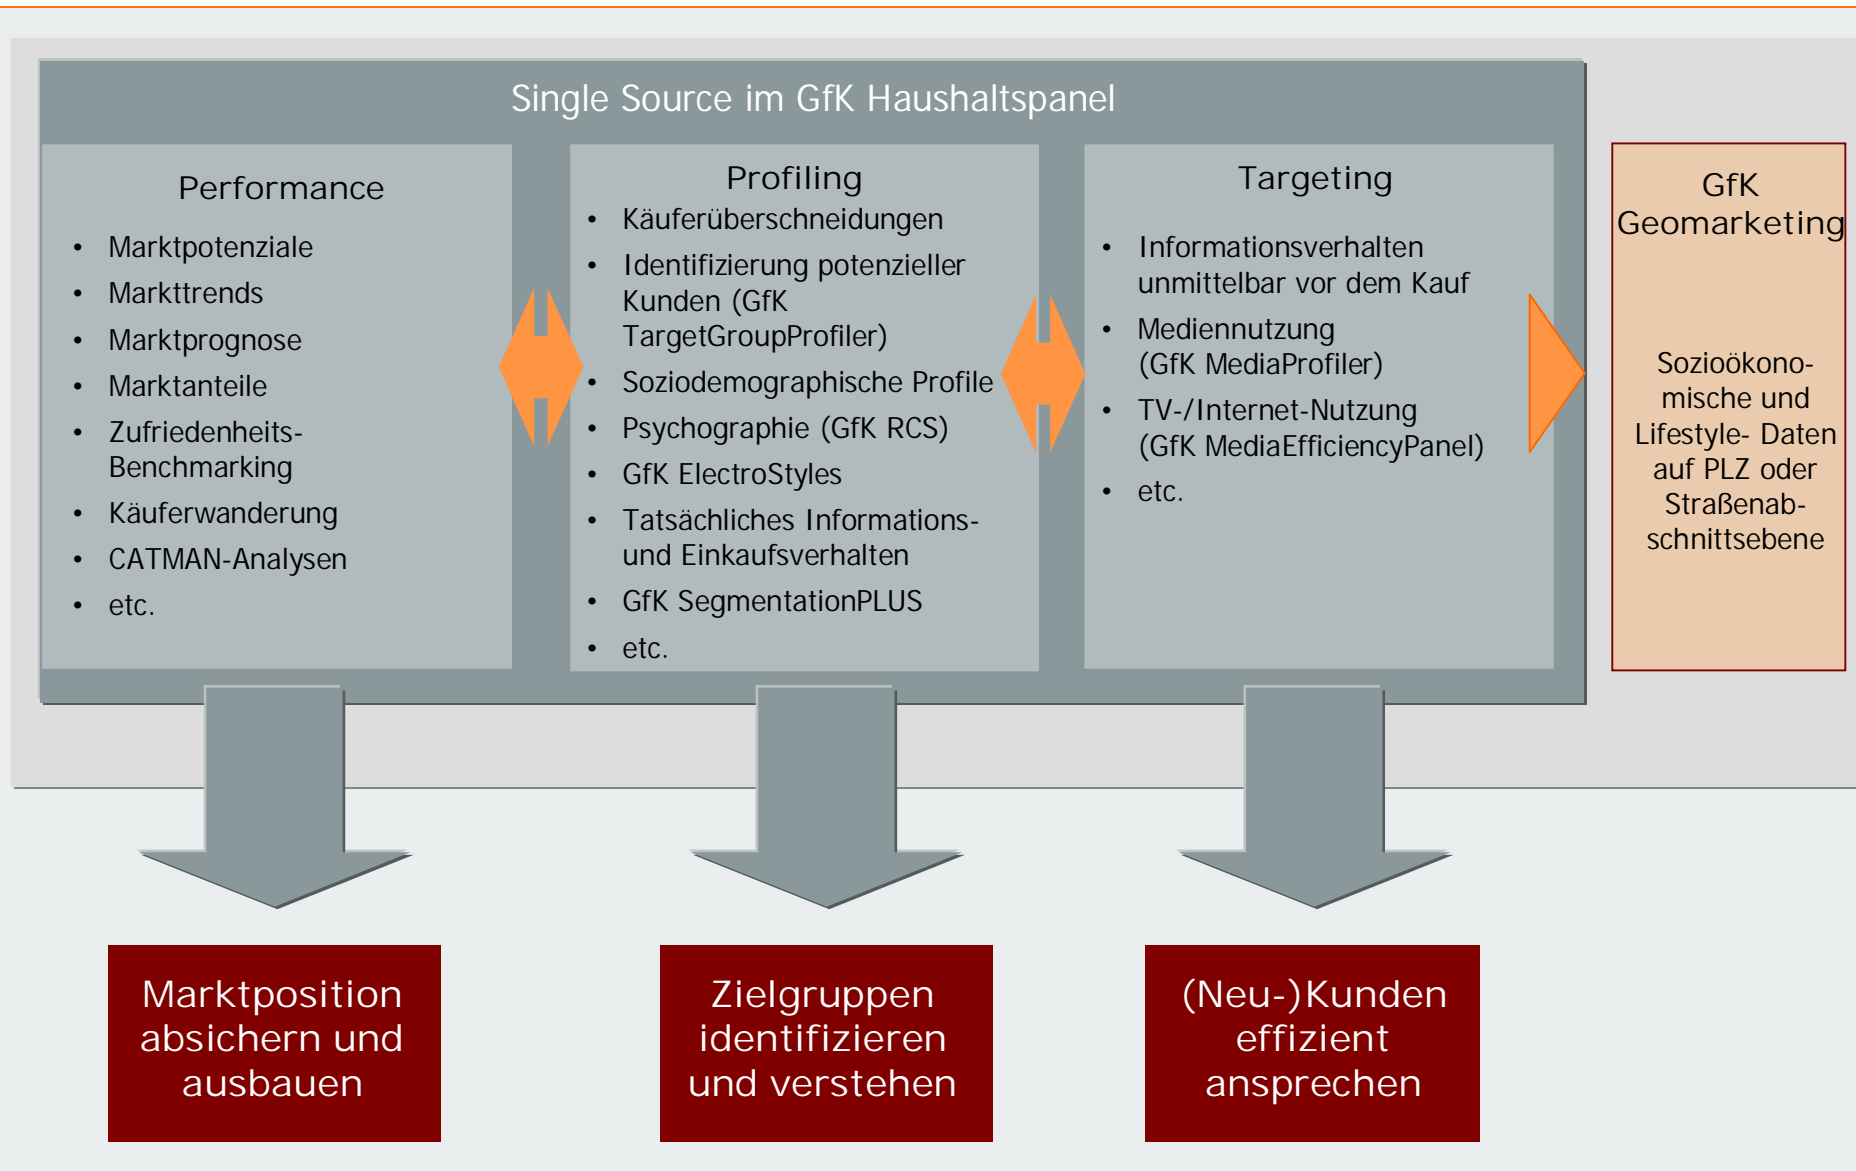 Single Source im GfK Haushaltspanel
Performance
• Marktpotenziale
• Markttrends
• Marktprognose
• Marktanteile
• Zufriedenheits-
Benchmarking
• Käuferwanderung
• CATMAN-Analysen
• etc.
Profiling
• Käuferüberschneidungen
• Identifizierung potenzieller
Kunden (GfK
TargetGroupProfiler)
• Soziodemographische Profile
• Psychographie (GfK RCS)
• GfK ElectroStyles
• Tatsächliches Informations-
und Einkaufsverhalten
• GfK SegmentationPLUS
• etc.
Targeting
• Informationsverhalten
unmittelbar vor dem Kauf
• Mediennutzung
(GfK MediaProfiler)
• TV-/Internet-Nutzung
(GfK MediaEfficiencyPanel)
• etc.
GfK
Geomarketing
Sozioökono-
mische und
Lifestyle- Daten
auf PLZ oder
Straßenab-
schnittsebene
Marktposition
absichern und
ausbauen
Zielgruppen
identifizieren
und verstehen
(Neu-)Kunden
effizient
ansprechen